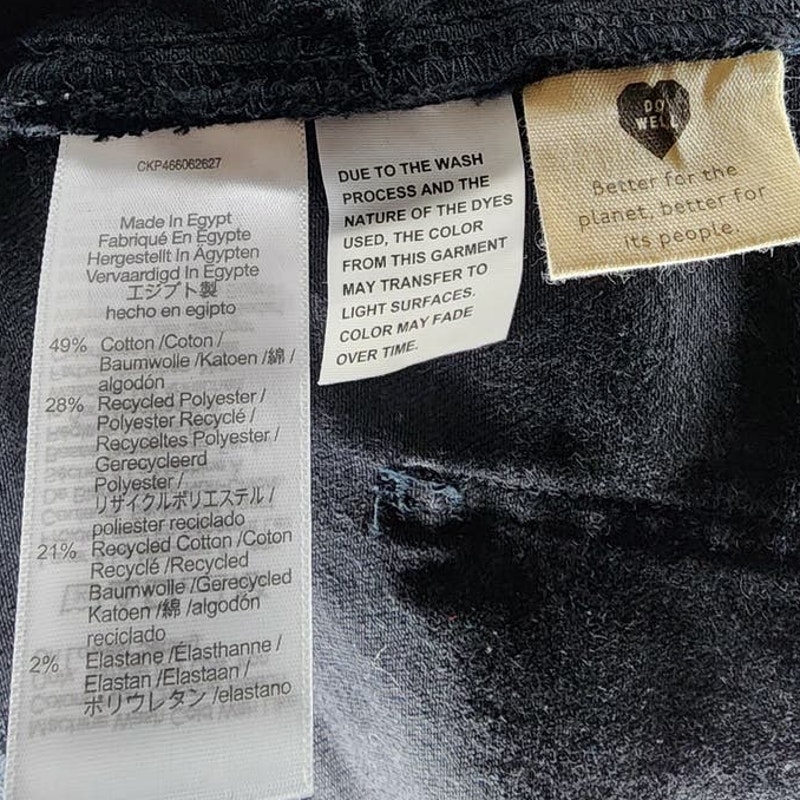 CKP466062627
Made In Egypt
Fabriqué En Égypte
Hergestellt In Ägypten
Vervaardigd In Egypte
エジプト製
hecho en egipto
49% Cotton /Coton /
Baumwolle /Katoen /綿 /
algodón
28% Recycled Polyester /
Polyester Recyclé /
Recyceltes Polyester /
Gerecycleerd
Polyester /
リサイクルポリエステル /
poliester reciclado
21% Recycled Cotton /Coton
Recyclé /Recycled
Baumwolle /Gerecycled
Katoen /綿 /algodón
reciclado
2% Elastane /Élasthanne /
Elastan /Elastaan /
ポリウレタン /elastano
DUE TO THE WASH
PROCESS AND THE
NATURE OF THE DYES
USED, THE COLOR
FROM THIS GARMENT
MAY TRANSFER TO
LIGHT SURFACES.
COLOR MAY FADE
OVER TIME.
DO
WELL
Better for the
planet, better for
its people.